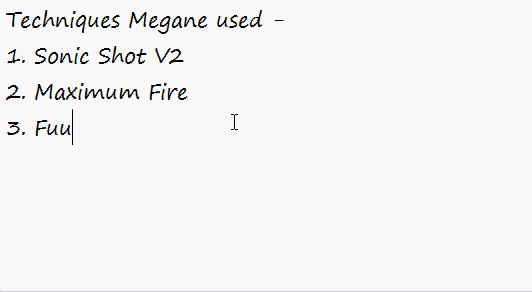 Techniques Megane used -
1. Sonic Shot V2
2. Maximum Fire
3. Fuu